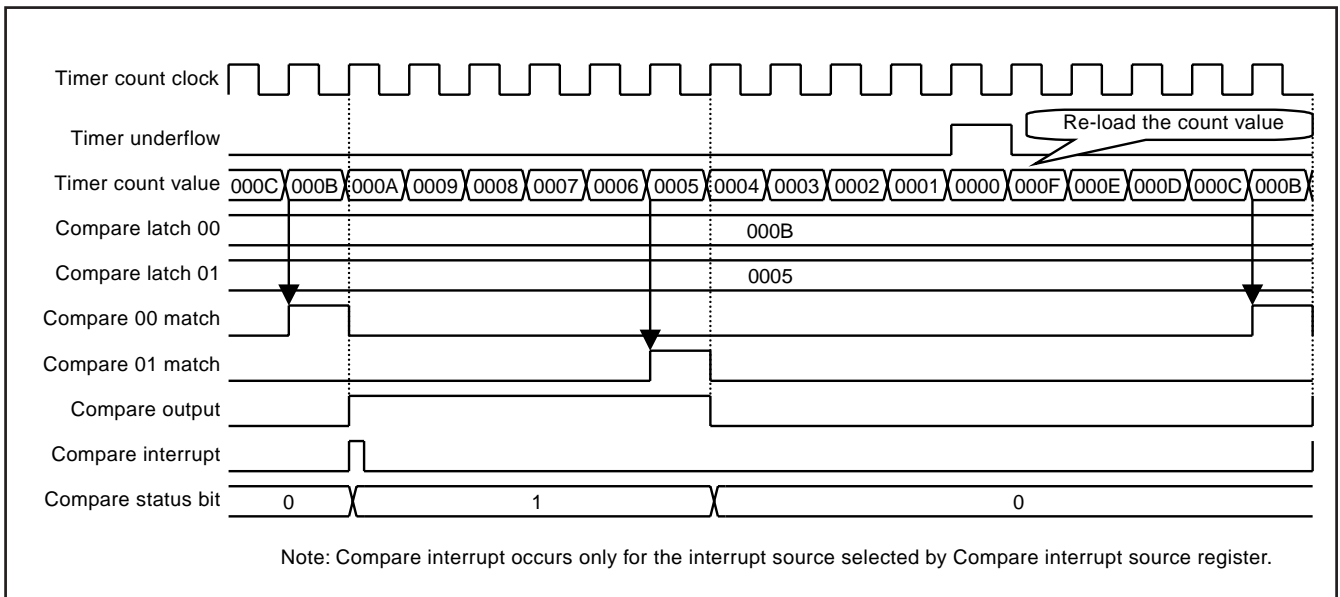 Timer count clock
Timer underflow
Re-load the count value
Timer count value 000C 000B 000A 0009 0008 0007 0006 0005 0004 0003 0002 0001 0000 000F 000E 000D 000C 000B
Compare latch 00 000B
Compare latch 01 0005
Compare 00 match
Compare 01 match
Compare output
Compare interrupt
Compare status bit 0 1 0
Note: Compare interrupt occurs only for the interrupt source selected by Compare interrupt source register.